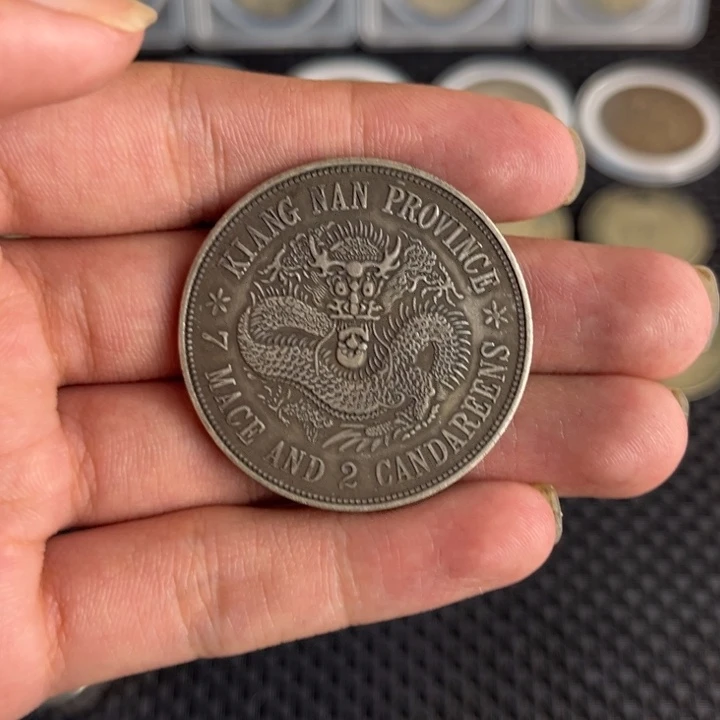 KIANG NAN PROVINCE
7 MACE AND 2 CANDAREENS